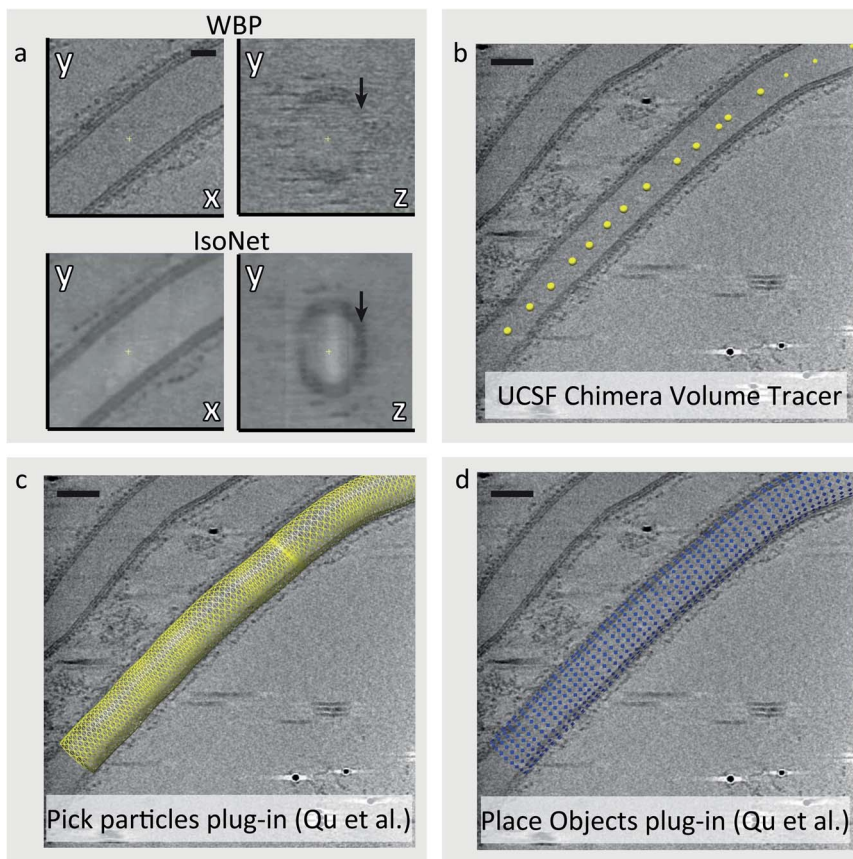 WBP
a
y
y
x
z
IsoNet
y
y
x
z
b
UCSF Chimera Volume Tracer
c
Pick particles plug-in (Qu et al.)
d
Place Objects plug-in (Qu et al.)